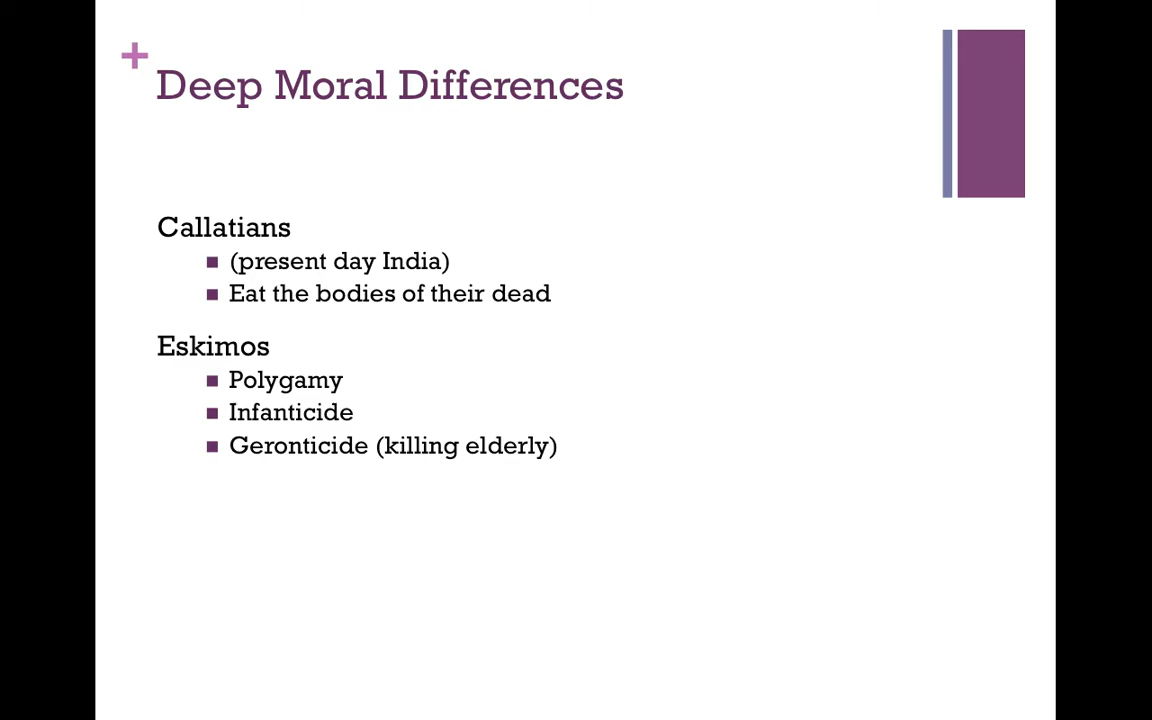 +
Deep Moral Differences
Callatians
(present day India)
Eat the bodies of their dead
Eskimos
Polygamy
Infanticide
Geronticide (killing elderly)